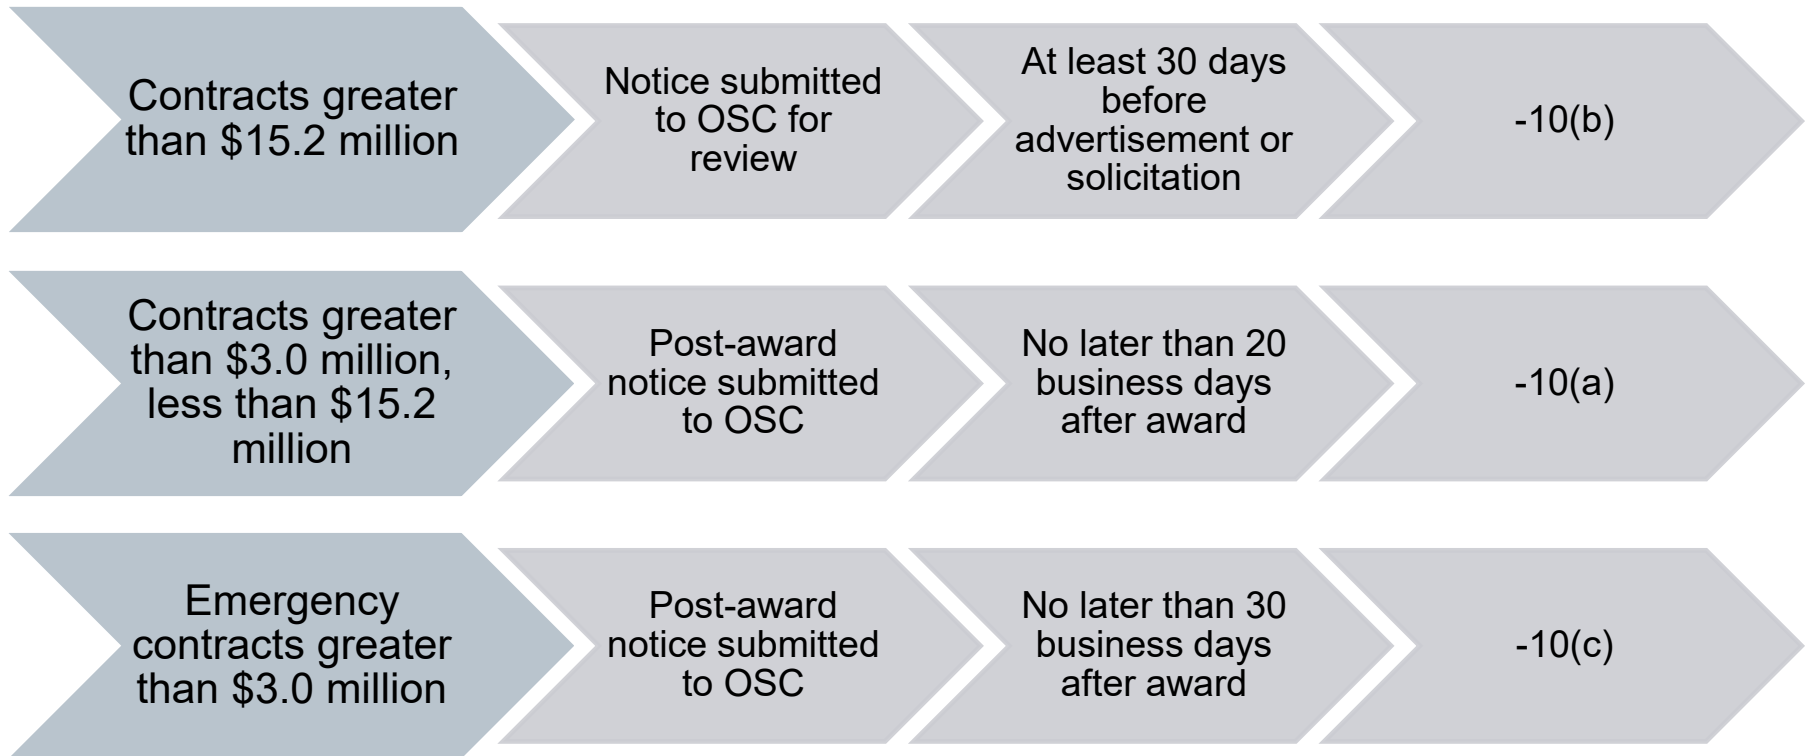 Contracts greater
than $15.2 million
Notice submitted
to OSC for
review
At least 30 days
before
advertisement or
solicitation
-10(b)
Contracts greater
than $3.0 million,
less than $15.2
million
Post-award
notice submitted
to OSC
No later than 20
business days
after award
-10(a)
Emergency
contracts greater
than $3.0 million
Post-award
notice submitted
to OSC
No later than 30
business days
after award
-10(c)